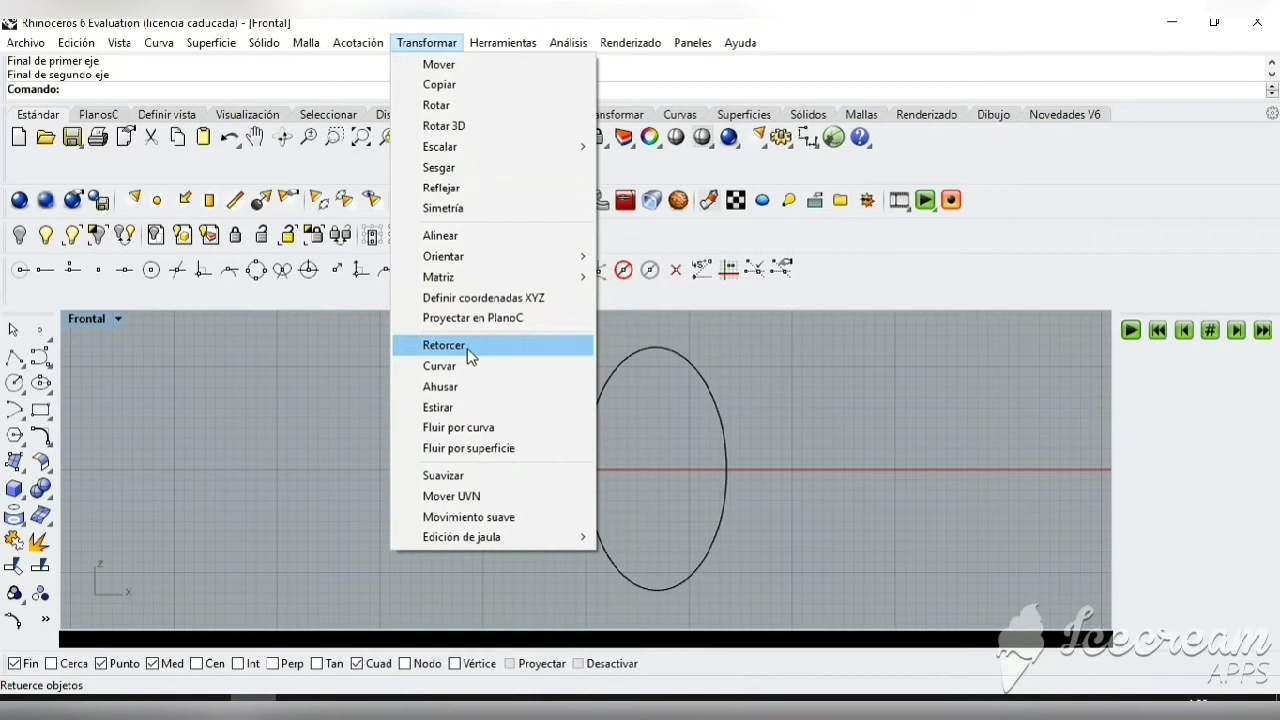 Rhinoceros 6 Evaluation (licencia caducada) - [Frontal]
Archivo Edición Vista Curva Superficie Sólido Malla Acotación Transformar Herramientas Análisis Renderizado Paneles Ayuda
Final de primer eje
Final de segundo eje
Comando:
Estándar PlanosC Definir vista Visualización Seleccionar Curvas Superficies Sólidos Mallas Renderizado Dibujo Novedades V6
Mover
Copiar
Rotar
Rotar 3D
Escalar
Sesgar
Reflejar
Simetría
Alinear
Orientar
Matriz
Definir coordenadas XYZ
Proyectar en PlanoC
Retorcer
Curvar
Ahusar
Estirar
Fluir por curva
Fluir por superficie
Suavizar
Mover UVN
Movimiento suave
Edición de jaula
Frontal
z
x
Fin Cerca Punto Med Cen Int Perp Tan Cuad Nodo Vértice Proyectar Desactivar
Retuerce objetos
Icecream
APPS